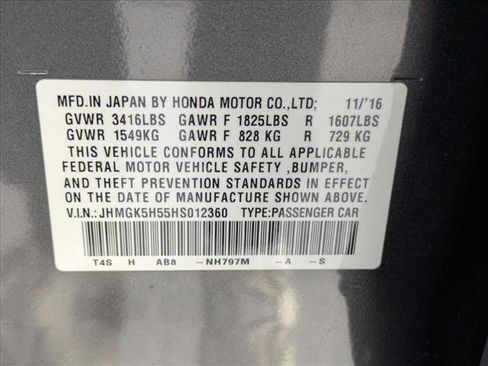 MFD.IN JAPAN BY HONDA MOTOR CO.,LTD; 11/'16
GVWR 3416LBS GAWR F 1825LBS R 1607LBS
GVWR 1549KG GAWR F 828 KG R 729 KG
THIS VEHICLE CONFORMS TO ALL APPLICABLE
FEDERAL MOTOR VEHICLE SAFETY ,BUMPER,
AND THEFT PREVENTION STANDARDS IN EFFECT
ON THE DATE OF MANUFACTURE SHOWN ABOVE.
V.I.N.: JHMGK5H55HS012360 TYPE:PASSENGER CAR
T4S H AB8 -NH797M -A -S